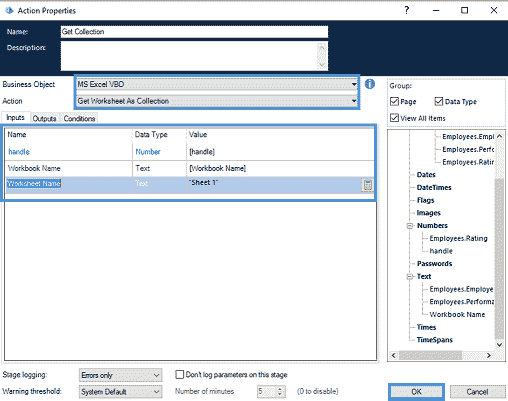 Action Properties
Name: Get Collection
Description:
Business Object MS Excel VBO
Action Get Worksheet As Collection
Inputs Outputs Conditions
Name Data Type Value
handle Number [handle]
Workbook Name Text [Workbook Name]
Worksheet Name Text "Sheet 1"
Group:
Page Data Type
View All Items
Employees.Empl
Employees.Perfo
Employees.Ratin
Dates
DateTimes
Flags
Images
Numbers
Employees.Rating
handle
Passwords
Text
Employees.Employe
Employees.Performa
Workbook Name
Times
TimeSpans
Stage logging: Errors only Don't log parameters on this stage
Warning threshold: System Default Number of minutes 5 (0 to disable)
OK Cancel